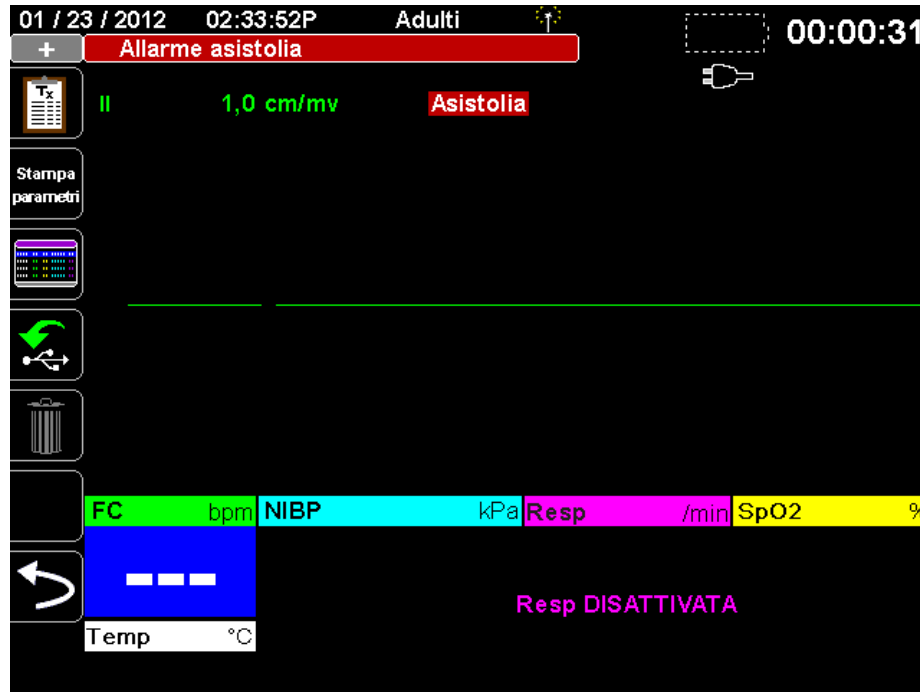 01 / 23 / 2012 02:33:52P Adulti 00:00:31
+ Allarme asistolia
Tx
II 1,0 cm/mv Asistolia
Stampa
parametri
FC bpm NIBP kPa Resp /min SpO2 %
---
Resp DISATTIVATA
Temp °C